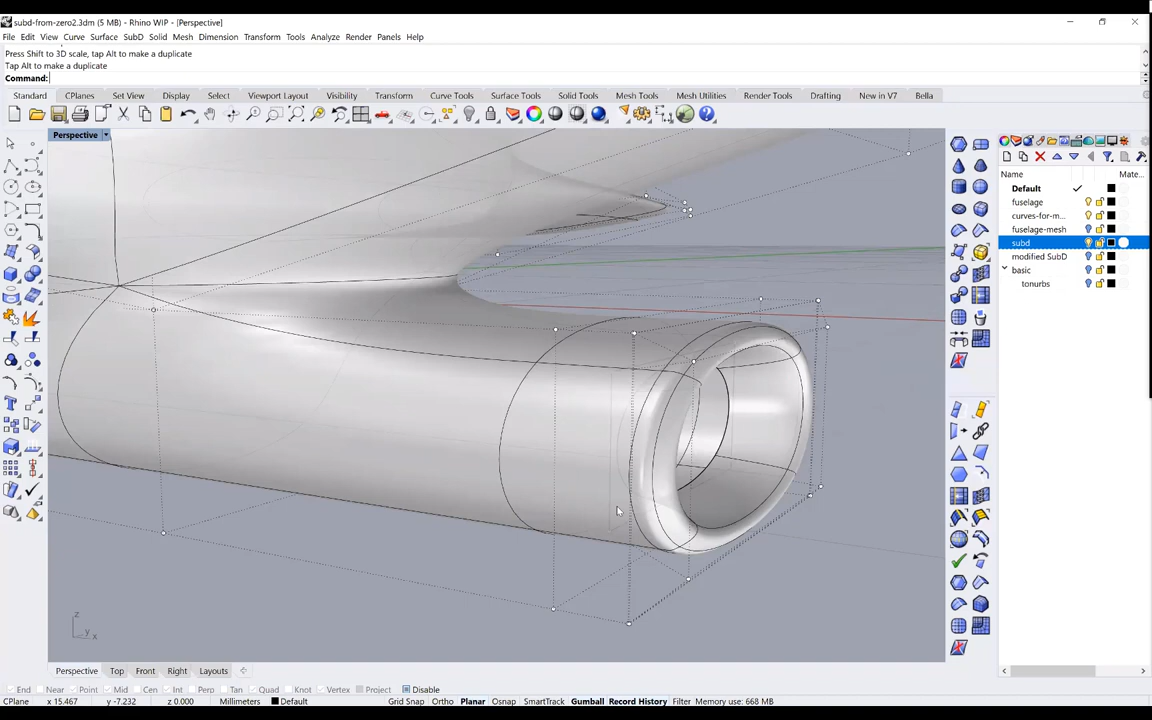 subd-from-zero2.3dm (5 MB) - Rhino WIP - [Perspective]
File Edit View Curve Surface SubD Solid Mesh Dimension Transform Tools Analyze Render Panels Help
Press Shift to 3D scale, tap Alt to make a duplicate
Tap Alt to make a duplicate
Command:
Standard CPlanes Set View Display Select Viewport Layout Visibility Transform Curve Tools Surface Tools Solid Tools Mesh Tools Mesh Utilities Render Tools Drafting New in V7 Bella
Perspective
Name Mate...
Default
fuselage
curves-for-m...
fuselage-mesh
subd
modified SubD
basic
tonurbs
z
y
x
Perspective Top Front Right Layouts
End Near Point Mid Cen Int Perp Tan Quad Knot Vertex Project Disable
CPlane x 15.467 y -7.232 z 0.000 Millimeters Default Grid Snap Ortho Planar Osnap SmartTrack Gumball Record History Filter Memory use: 668 MB